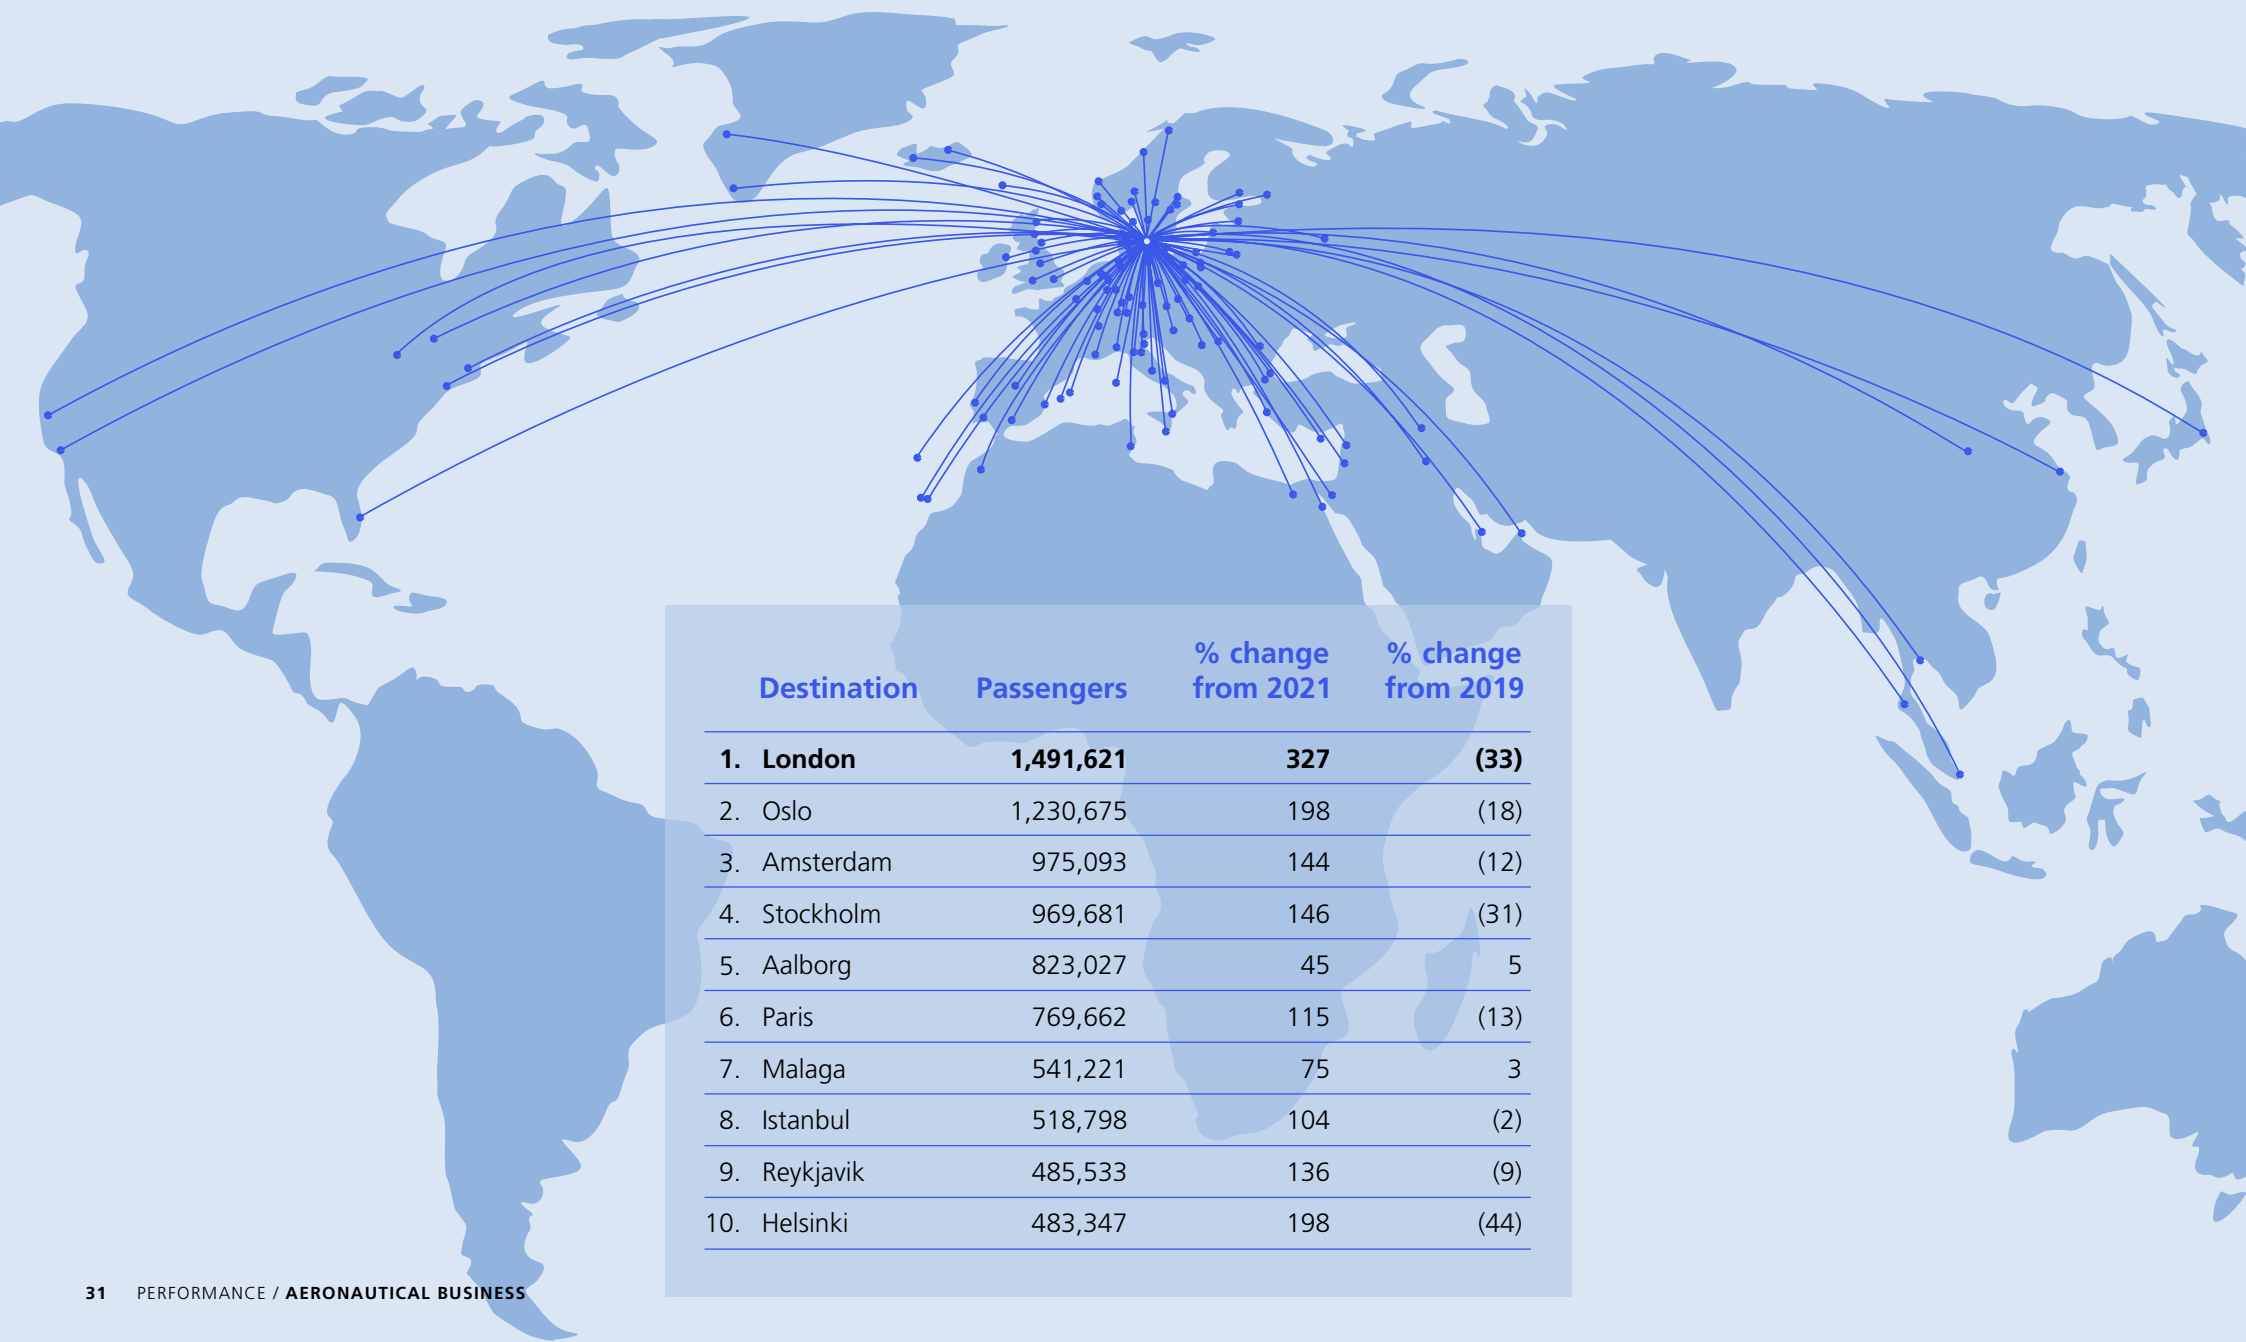 % change % change
Destination Passengers from 2021 from 2019
1. London 1,491,621 327 (33)
2. Oslo 1,230,675 198 (18)
3. Amsterdam 975,093 144 (12)
4. Stockholm 969,681 146 (31)
5. Aalborg 823,027 45 5
6. Paris 769,662 115 (13)
7. Malaga 541,221 75 3
8. Istanbul 518,798 104 (2)
9. Reykjavik 485,533 136 (9)
10. Helsinki 483,347 198 (44)
31 PERFORMANCE / AERONAUTICAL BUSINESS